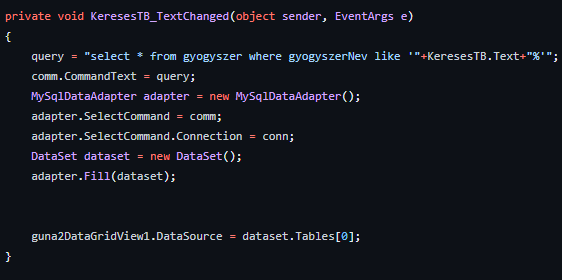 private void KeresesTB_TextChanged(object sender, EventArgs e)
{
query = "select * from gyogyszer where gyogyszerNev like '"+KeresesTB.Text+"%'";
comm.CommandText = query;
MySqlDataAdapter adapter = new MySqlDataAdapter();
adapter.SelectCommand = comm;
adapter.SelectCommand.Connection = conn;
DataSet dataset = new DataSet();
adapter.Fill(dataset);
guna2DataGridView1.DataSource = dataset.Tables[0];
}